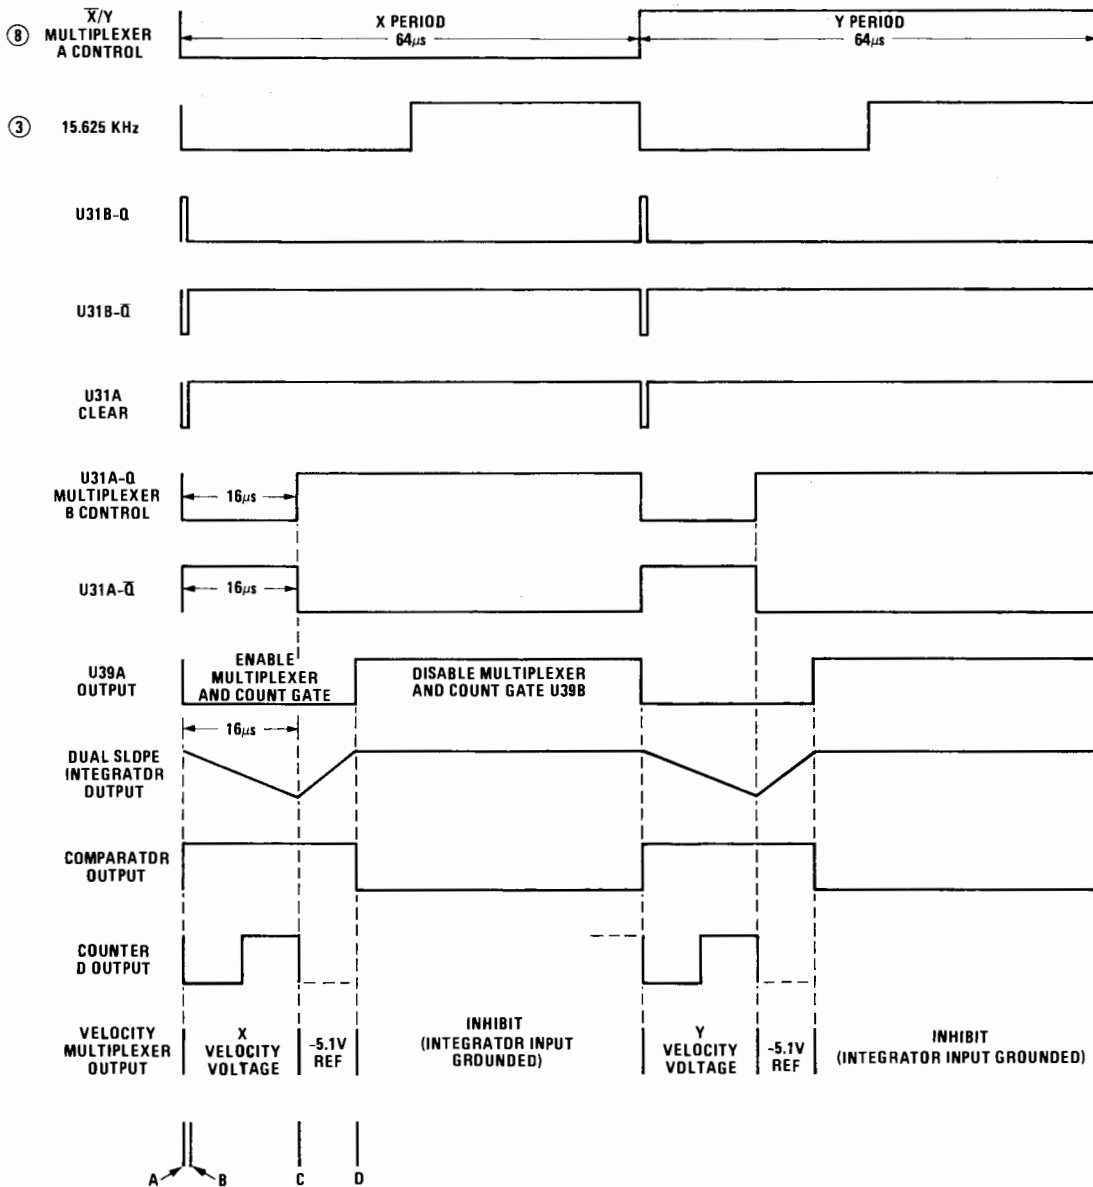 ⑧ X̅/Y
MULTIPLEXER
A CONTROL
X PERIOD
64μs
Y PERIOD
64μs
③ 15.625 KHz
U31B-Q
U31B-Q̅
U31A
CLEAR
U31A-Q
MULTIPLEXER
B CONTROL
16μs
U31A-Q̅
16μs
U39A
OUTPUT
ENABLE
MULTIPLEXER
AND COUNT GATE
DISABLE MULTIPLEXER
AND COUNT GATE U39B
16μs
DUAL SLOPE
INTEGRATOR
OUTPUT
COMPARATOR
OUTPUT
COUNTER
D OUTPUT
VELOCITY
MULTIPLEXER
OUTPUT
X
VELOCITY
VOLTAGE
-5.1V
REF
INHIBIT
(INTEGRATOR INPUT
GROUNDED)
Y
VELOCITY
VOLTAGE
-5.1V
REF
INHIBIT
(INTEGRATOR INPUT GROUNDED)
A B C D